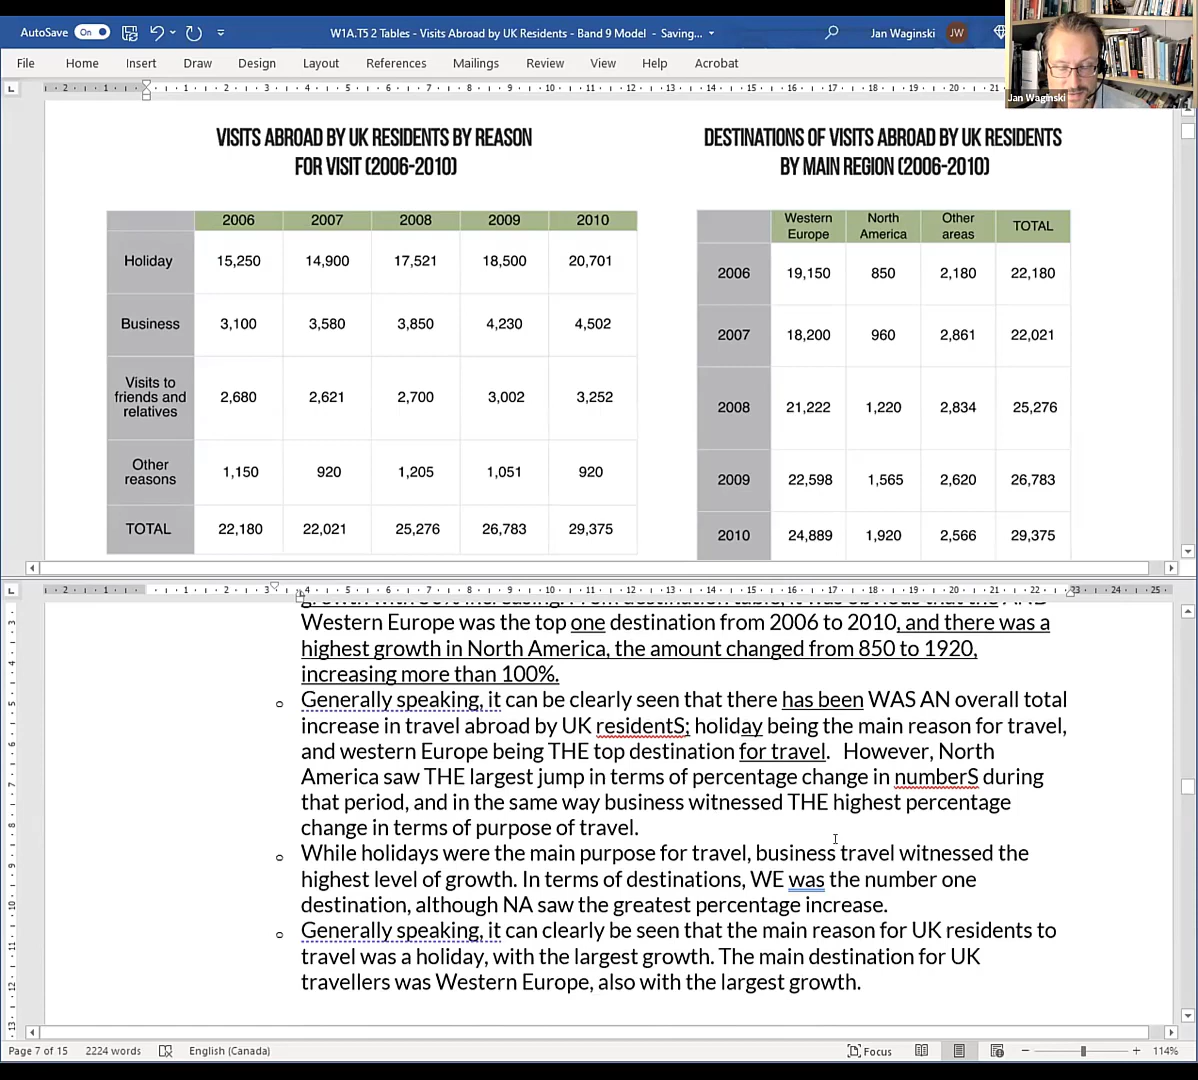 AutoSave On W1A.T5 2 Tables - Visits Abroad by UK Residents - Band 9 Model - Saving... Jan Waginski JW
File Home Insert Draw Design Layout References Mailings Review View Help Acrobat
Jan Waginski
VISITS ABROAD BY UK RESIDENTS BY REASON
FOR VISIT (2006-2010)
2006 2007 2008 2009 2010
Holiday 15,250 14,900 17,521 18,500 20,701
Business 3,100 3,580 3,850 4,230 4,502
Visits to
friends and
relatives
2,680 2,621 2,700 3,002 3,252
Other
reasons
1,150 920 1,205 1,051 920
TOTAL 22,180 22,021 25,276 26,783 29,375
DESTINATIONS OF VISITS ABROAD BY UK RESIDENTS
BY MAIN REGION (2006-2010)
Western
Europe
North
America
Other
areas
TOTAL
2006 19,150 850 2,180 22,180
2007 18,200 960 2,861 22,021
2008 21,222 1,220 2,834 25,276
2009 22,598 1,565 2,620 26,783
2010 24,889 1,920 2,566 29,375
Western Europe was the top one destination from 2006 to 2010, and there was a
highest growth in North America, the amount changed from 850 to 1920,
increasing more than 100%.
Generally speaking, it can be clearly seen that there has been WAS AN overall total
increase in travel abroad by UK residentS; holiday being the main reason for travel,
and western Europe being THE top destination for travel. However, North
America saw THE largest jump in terms of percentage change in numberS during
that period, and in the same way business witnessed THE highest percentage
change in terms of purpose of travel.
While holidays were the main purpose for travel, business travel witnessed the
highest level of growth. In terms of destinations, WE was the number one
destination, although NA saw the greatest percentage increase.
Generally speaking, it can clearly be seen that the main reason for UK residents to
travel was a holiday, with the largest growth. The main destination for UK
travellers was Western Europe, also with the largest growth.
Page 7 of 15 2224 words English (Canada) Focus 114%